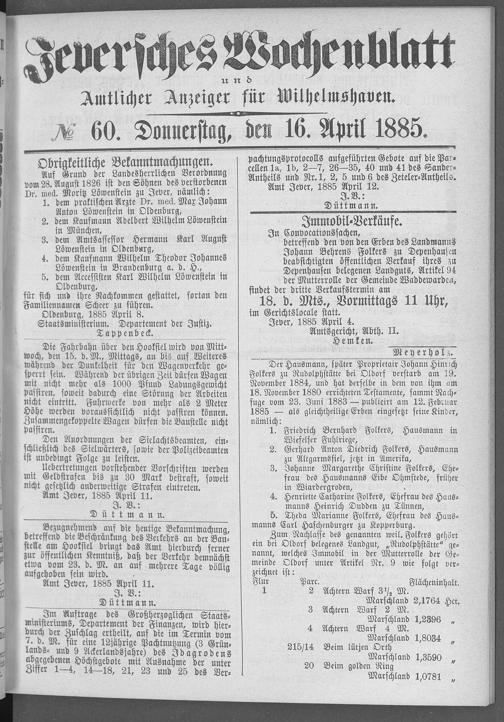 Jeversches Wochenblatt
und
Amtlicher Anzeiger für Wilhelmshaven.
№ 60. Donnerstag, den 16. April 1885.
Obrigkeitliche Bekanntmachungen.
Auf Grund der Landesherrlichen Verordnung
vom 28. August 1826 ist den Söhnen des verstorbenen
Dr. med. Moritz Löwenstein zu Jever, nämlich:
1. dem praktischen Arzte Dr. med. Max Johann
Anton Löwenstein in Oldenburg,
2. dem Kaufmann Adelbert Wilhelm Löwenstein
in München,
3. dem Amtsassessor Hermann Karl August
Löwenstein in Oldenburg,
4. dem Kaufmann Wilhelm Theodor Johannes
Löwenstein in Brandenburg a. d. H.,
5. dem Accessisten Karl Wilhelm Löwenstein in
Oldenburg,
für sich und ihre Nachkommen gestattet, fortan den
Familiennamen Scheer zu führen.
Oldenburg, 1885 April 8.
Staatsministerium. Departement der Justiz.
Tappenbeck.
Die Fahrbahn über den Hooksiel wird von Mitt-
woch, den 15. d. M., Mittags, an bis auf Weiteres
während der Dunkelheit für den Wagenverkehr ge-
sperrt sein. Während der übrigen Zeit dürfen Wagen
mit nicht mehr als 1000 Pfund Ladungsgewicht
passiren, soweit dadurch eine Störung der Arbeiten
nicht eintritt. Fuhrwerke von mehr als 2 Meter
Höhe werden voraussichtlich nicht passiren können.
Zusammengekoppelte Wagen dürfen die Baustelle nicht
passiren.
Den Anordnungen der Sielachtsbeamten, ein-
schließlich des Sielwärters, sowie der Polizeibeamten
ist unbedingt Folge zu leisten.
Uebertretungen vorstehender Vorschriften werden
mit Geldstrafen bis zu 30 Mark bestraft, soweit
nicht gesetzlich anderweitige Strafen eintreten.
Amt Jever, 1885 April 11.
J. V.:
Düttmann.
Bezugnehmend auf die heutige Bekanntmachung,
betreffend die Beschränkung des Verkehrs an der Bau-
stelle am Hooksiel bringt das Amt hierdurch ferner
zur öffentlichen Kenntniß, daß der Verkehr demnächst
etwa vom 23. d. M. an auf mehrere Tage völlig
aufgehoben sein wird.
Amt Jever, 1885 April 11.
J. V.:
Düttmann.
Im Auftrage des Großherzoglichen Staats-
ministeriums, Departement der Finanzen, wird hier-
durch der Zuschlag ertheilt, auf die im Termin vom
7. d. M. für eine 12jährige Pachtnutzung (3 Grün-
lands- und 9 Ackerlandsjahre) des Idagrodens
abgegebenen Höchstgebote mit Ausnahme der unter
Ziffer 1—4, 14—18, 21, 23 und 25 des Ver-
pachtungsprotocolls aufgeführten Gebote auf die Par-
cellen 1a, 1b, 2—7, 26—35, 40 und 41 des Sander-
Antheils und Nr. 1, 2, 5 und 6 des Zeteler-Antheils.
Amt Jever, 1885 April 12.
J. V.:
Düttmann.
Immobil-Verkäufe.
In Convocationssachen,
betreffend den von den Erben des Landmanns
Johann Behrens Folkers zu Depenhausen
beabsichtigten öffentlichen Verkauf ihres zu
Depenhausen belegenen Landguts, Artikel 94
der Mutterrolle der Gemeinde Waddewarden,
findet der dritte Verkaufstermin am
18. d. Mts., Vormittags 11 Uhr,
im Gerichtslocale statt.
Jever, 1885 April 4.
Amtsgericht, Abth. II.
Hemken.
Meyerholz.
Der Hausmann, später Proprietair Johann Hinrich
Folkers zu Rudolphstätte bei Oldorf verstarb am 19.
November 1884, und hat derselbe in dem von ihm am
18. November 1880 errichteten Testamente, sammt Nach-
fuge vom 23. Juni 1883 — publicirt am 12. Februar
1885 — als gleichtheilige Erben eingesetzt seine Kinder,
nämlich:
1. Friedrich Bernhard Folkers, Hausmann in
Wiefelser Fuhlriege,
2. Gerhard Anton Diedrich Folkers, Hausmann
zu Altgarmssiel, jetzt in Amerika,
3. Johanne Margarethe Christine Folkers, Ehe-
frau des Hausmanns Eibe Ohmstede, früher
in Wiardergroden,
4. Henriette Catharine Folkers, Ehefrau des Haus-
manns Heinrich Dudden zu Tünnen,
5. Theda Marianne Folkers, Ehefrau des Haus-
manns Carl Haschenburger zu Kepperburg.
Zum Nachlasse des genannten weil. Folkers gehört
ein bei Oldorf belegenes Landgut, „Rudolphstätte" ge-
nannt, welches Immobil in der Mutterrolle der Ge-
meinde Oldorf unter Artikel Nr. 9 wie folgt ver-
zeichnet ist:
Flur Parc. Flächeninhalt.
1 2 Achtern Warf 3½ M.
Marschland 2,1764 Hct.
3 Achtern Warf 2 M.
Marschland 1,2396 „
4 Achtern Warf 4 M.
Marschland 1,8034 „
215/14 Beim lütjen Orth
Marschland 1,3590 „
20 Beim golden Ring
Marschland 1,0781 „